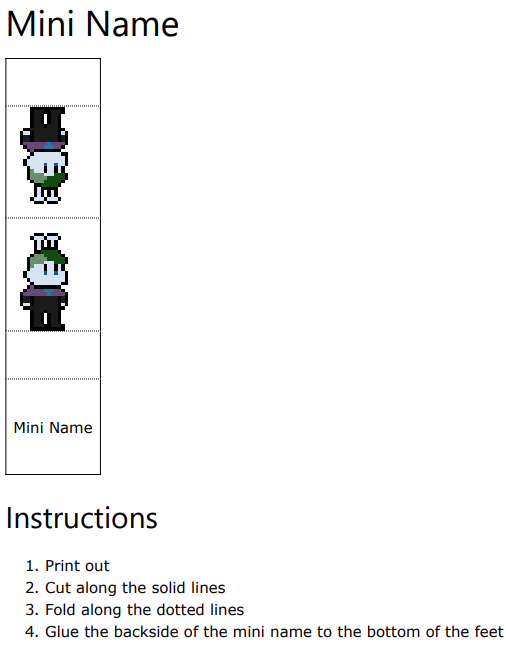 Mini Name
Mini Name
Instructions
1. Print out
2. Cut along the solid lines
3. Fold along the dotted lines
4. Glue the backside of the mini name to the bottom of the feet